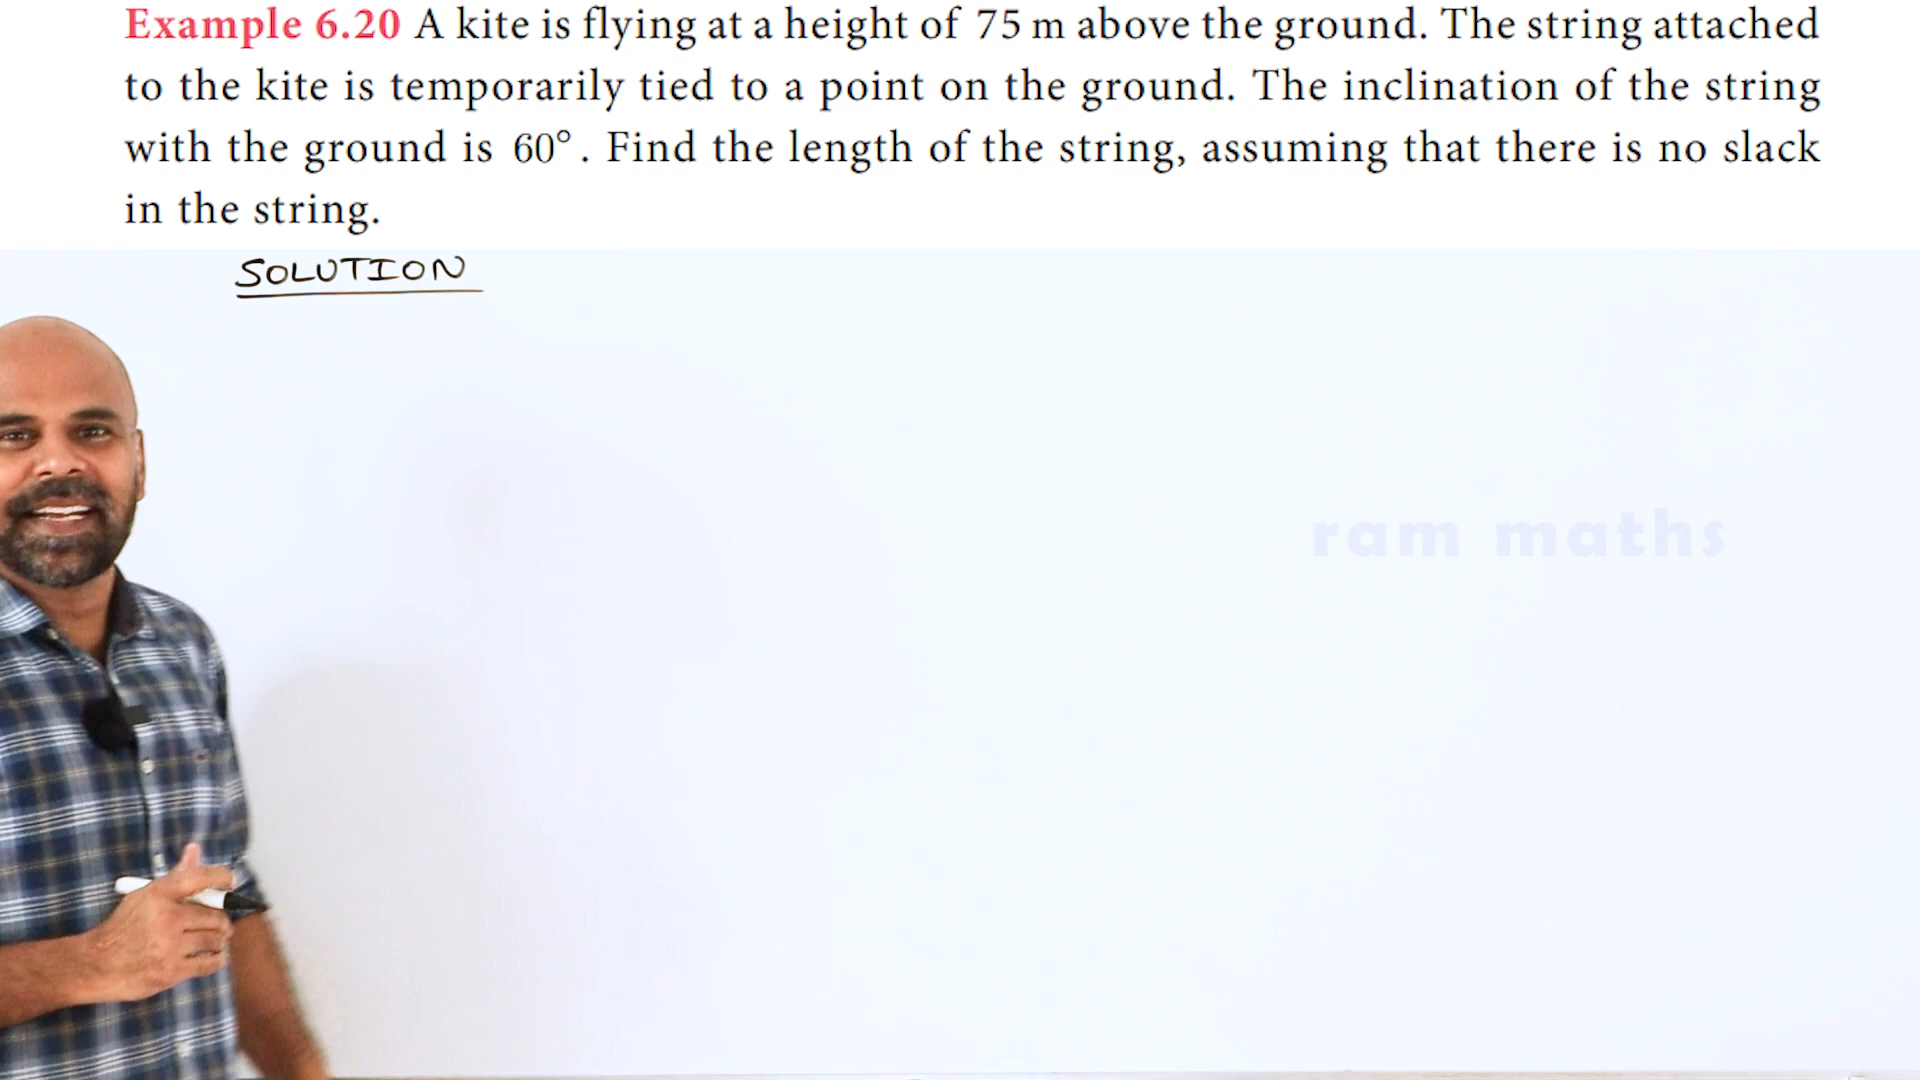 Example 6.20 A kite is flying at a height of 75 m above the ground. The string attached
to the kite is temporarily tied to a point on the ground. The inclination of the string
with the ground is 60°. Find the length of the string, assuming that there is no slack
in the string.
SOLUTION
ram maths